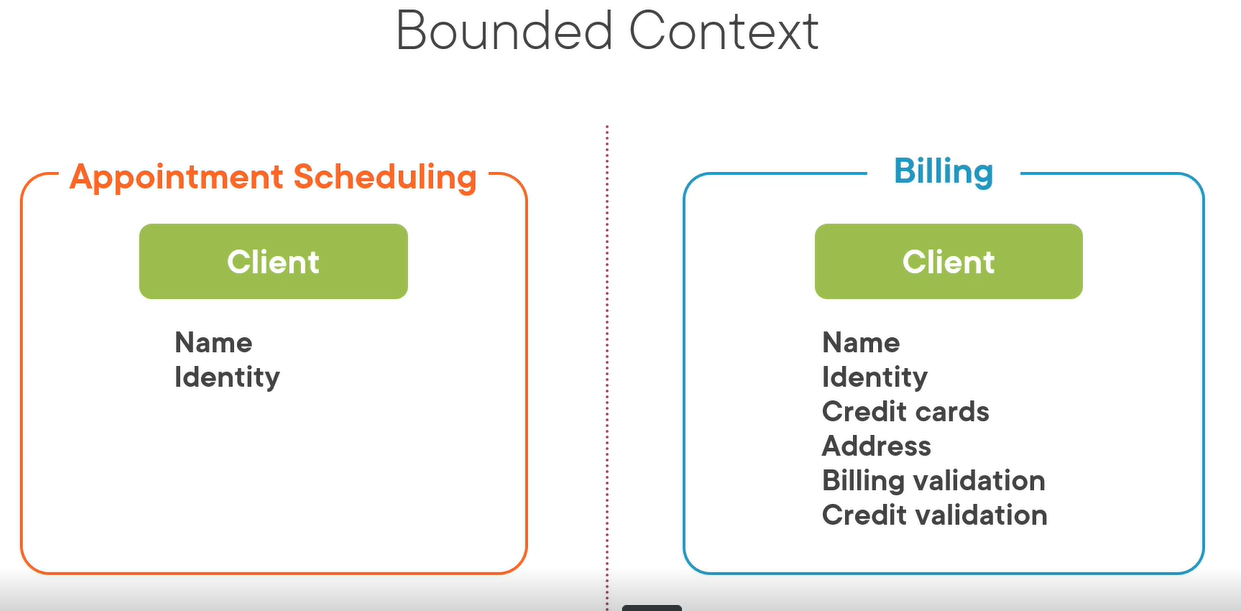 Bounded Context
Appointment Scheduling
Client
Name
Identity
Billing
Client
Name
Identity
Credit cards
Address
Billing validation
Credit validation